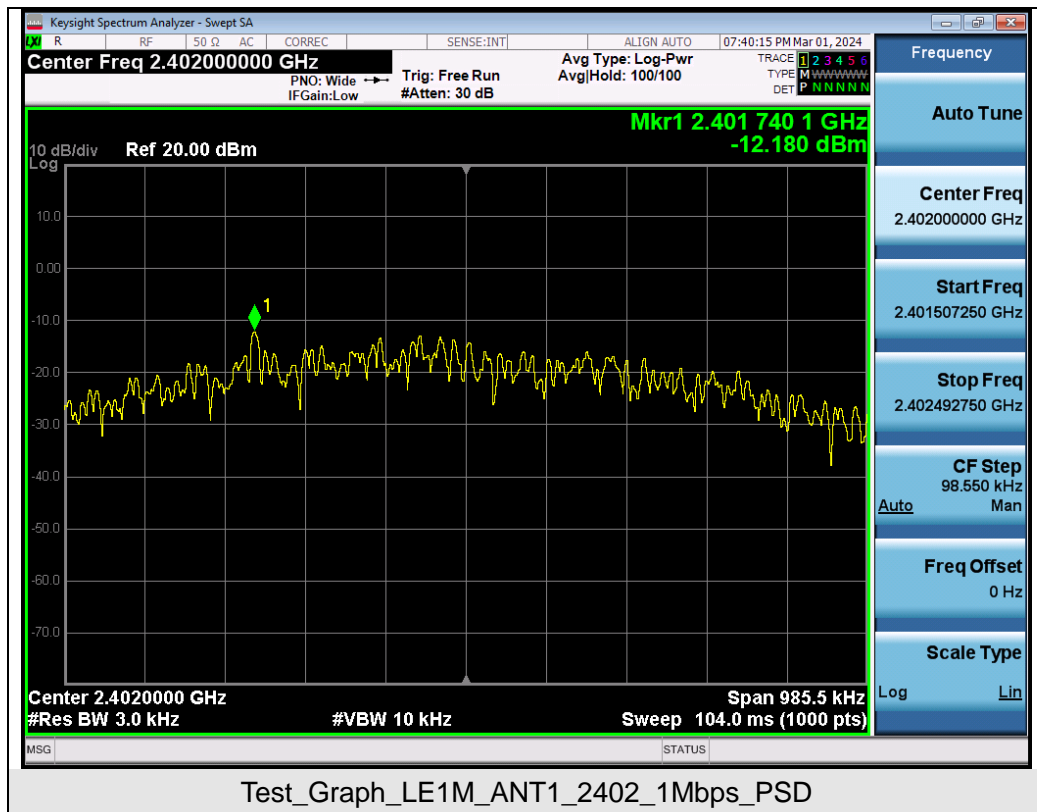 Keysight Spectrum Analyzer - Swept SA
LXI R RF 50 Ω AC CORREC SENSE:INT ALIGN AUTO 07:40:15 PM Mar 01, 2024
Center Freq 2.402000000 GHz
PNO: Wide
IFGain:Low
Trig: Free Run
#Atten: 30 dB
Avg Type: Log-Pwr
Avg|Hold: 100/100
TRACE 1 2 3 4 5 6
TYPE M WWWWW
DET P N N N N N
Mkr1 2.401 740 1 GHz
-12.180 dBm
10 dB/div Ref 20.00 dBm
Log
10.0
0.00
1
-10.0
-20.0
-30.0
-40.0
-50.0
-60.0
-70.0
Center 2.4020000 GHz Span 985.5 kHz
#Res BW 3.0 kHz #VBW 10 kHz Sweep 104.0 ms (1000 pts)
MSG STATUS
Frequency
Auto Tune
Center Freq
2.402000000 GHz
Start Freq
2.401507250 GHz
Stop Freq
2.402492750 GHz
CF Step
98.550 kHz
Auto Man
Freq Offset
0 Hz
Scale Type
Log Lin
Test_Graph_LE1M_ANT1_2402_1Mbps_PSD